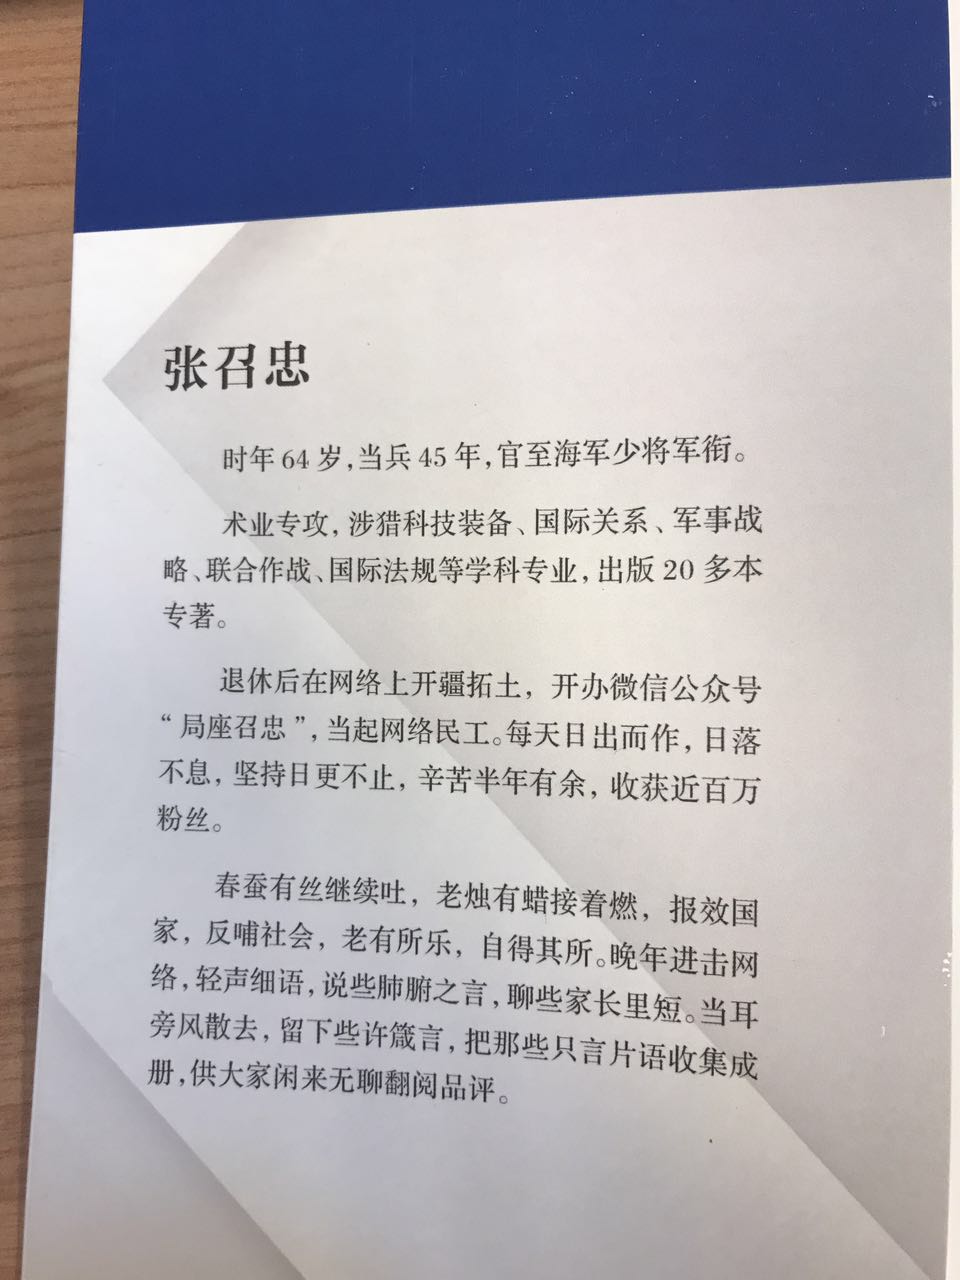 张召忠
时年64岁,当兵45年,官至海军少将军衔。
术业专攻,涉猎科技装备、国际关系、军事战
略、联合作战、国际法规等学科专业,出版20多本
专著。
退休后在网络上开疆拓土，开办微信公众号
“局座召忠”,当起网络民工。每天日出而作,日落
不息,坚持日更不止,辛苦半年有余,收获近百万
粉丝。
春蚕有丝继续吐，老烛有蜡接着燃，报效国
家，反哺社会，老有所乐，自得其所。晚年进击网
络,轻声细语,说些肺腑之言,聊些家长里短。当耳
旁风散去,留下些许箴言,把那些只言片语收集成
册,供大家闲来无聊翻阅品评。